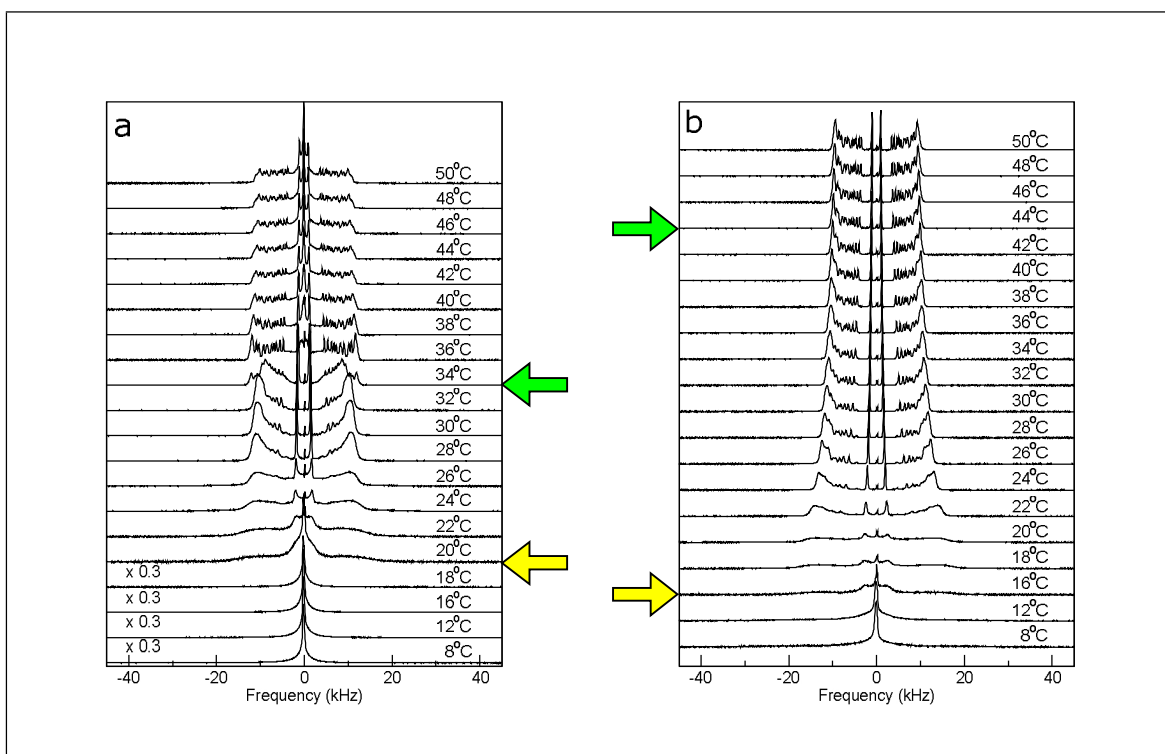 a
50°C
48°C
46°C
44°C
42°C
40°C
38°C
36°C
34°C
32°C
30°C
28°C
26°C
24°C
22°C
20°C
x 0.3 18°C
x 0.3 16°C
x 0.3 12°C
x 0.3 8°C
-40 -20 0 20 40
Frequency (kHz)
b
50°C
48°C
46°C
44°C
42°C
40°C
38°C
36°C
34°C
32°C
30°C
28°C
26°C
24°C
22°C
20°C
18°C
16°C
12°C
8°C
-40 -20 0 20 40
Frequency (kHz)